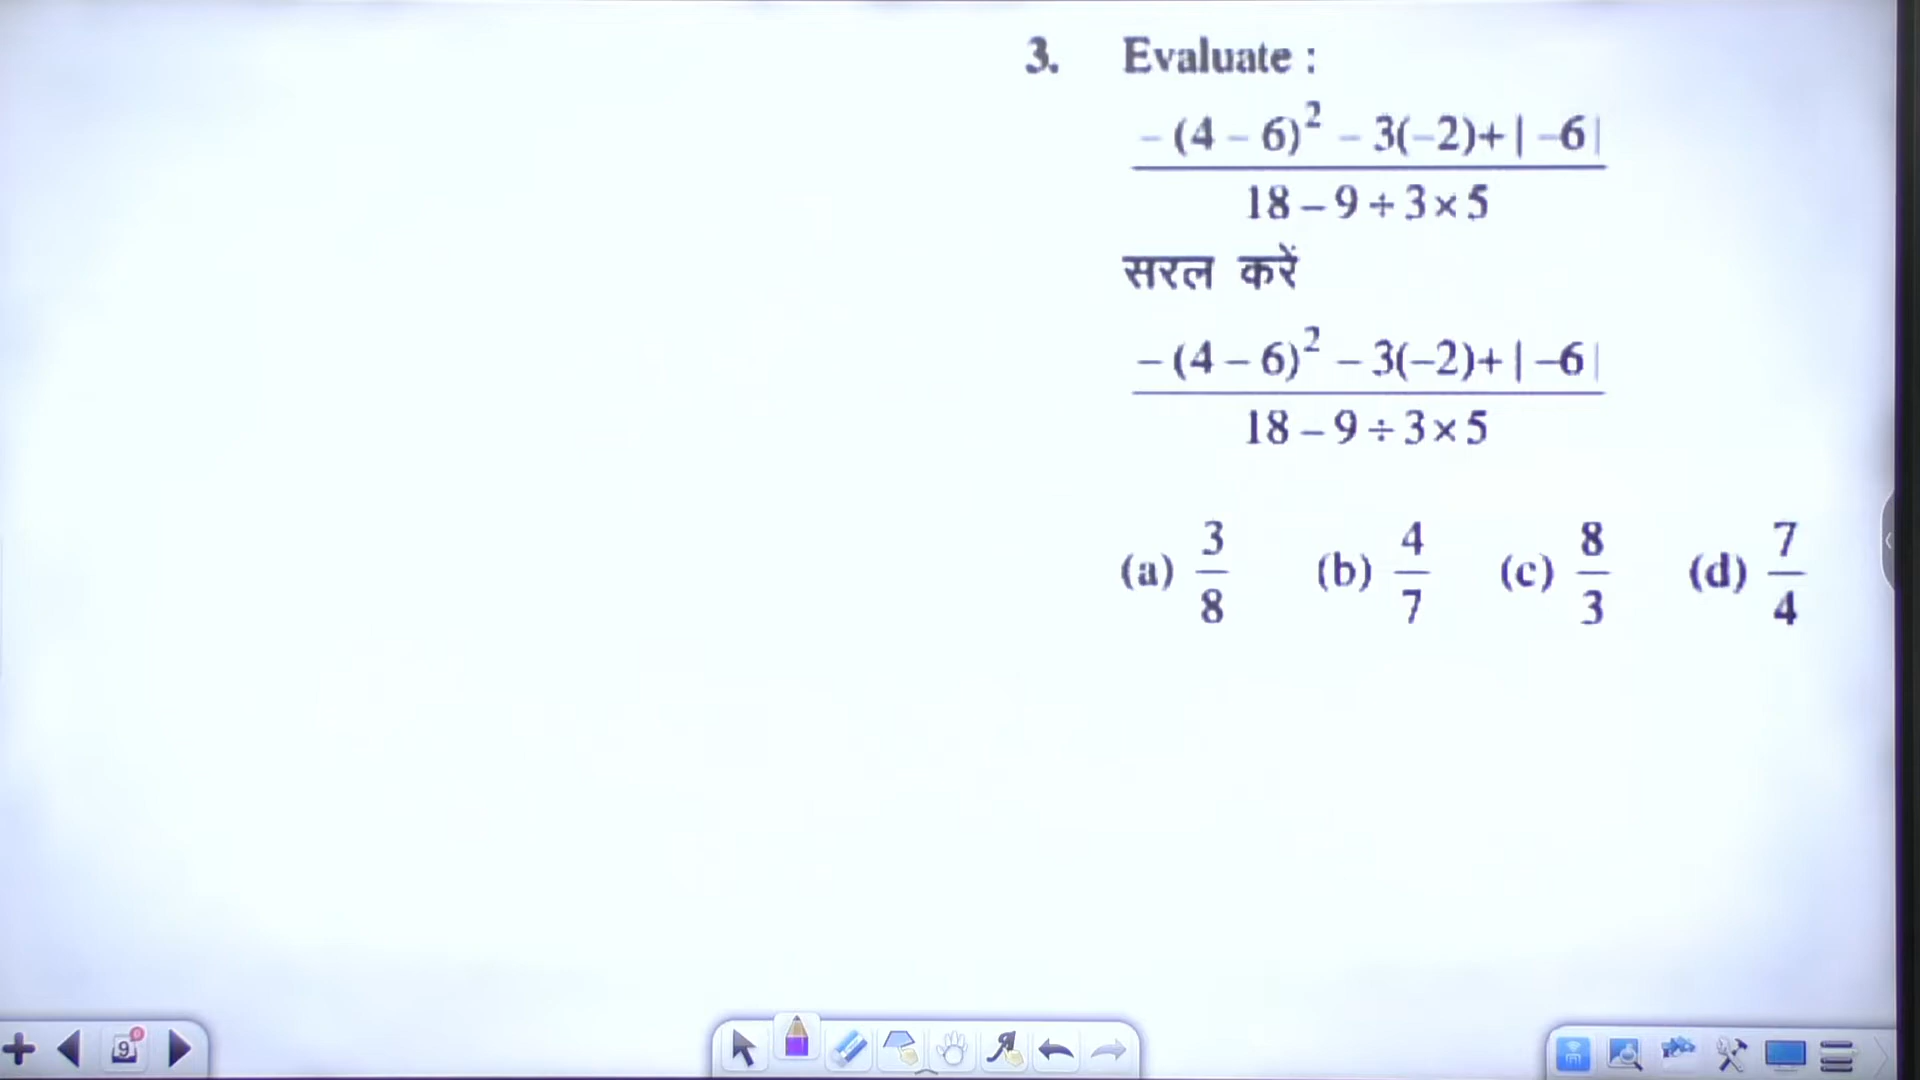 3. Evaluate :
– (4 – 6)² – 3(–2)+| –6|
18 – 9 ÷ 3 × 5
सरल करें
– (4 – 6)² – 3(–2)+| –6|
18 – 9 ÷ 3 × 5
(a) 3/8 (b) 4/7 (c) 8/3 (d) 7/4
9